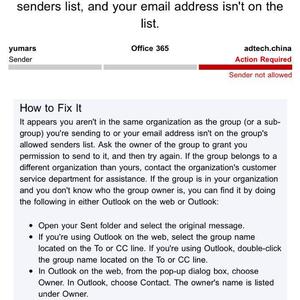 senders list, and your email address isn't on the
list.
yumars Office 365 adtech.china
Sender Action Required
Sender not allowed
How to Fix It
It appears you aren't in the same organization as the group (or a sub-
group) you're sending to or your email address isn't on the group's
allowed senders list. Ask the owner of the group to grant you
permission to send to it, and then try again. If the group belongs to a
different organization than yours, contact the organization's customer
service department for assistance. If the group is in your organization
and you don't know who the group owner is, you can find it by doing
the following in either Outlook on the web or Outlook:
• Open your Sent folder and select the original message.
• If you're using Outlook on the web, select the group name
located on the To or CC line. If you're using Outlook, double-click
the group name located on the To or CC line.
• In Outlook on the web, from the pop-up dialog box, choose
Owner. In Outlook, choose Contact. The owner's name is listed
under Owner.